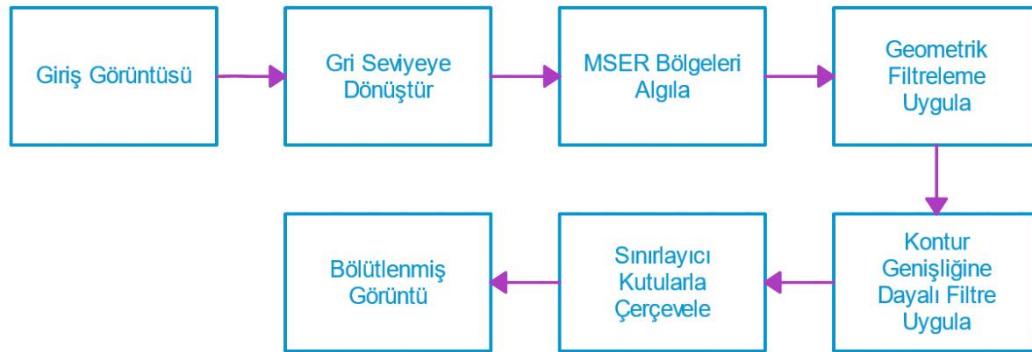 Giriş Görüntüsü
Gri Seviyeye
Dönüştür
MSER Bölgeleri
Algıla
Geometrik
Filtreleme
Uygula
Kontur
Genişliğine
Dayalı Filtre
Uygula
Sınırlayıcı
Kutularla
Çerçevele
Bölütlenmiş
Görüntü